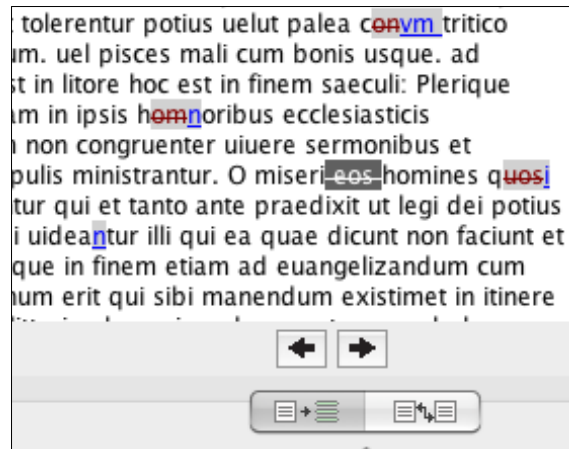 tolerentur potius uelut palea convm tritico
um. uel pisces mali cum bonis usque. ad
st in litore hoc est in finem saeculi: Plerique
am in ipsis homnoribus ecclesiasticis
non congruenter uiuere sermonibus et
pulis ministrantur. O miseri eos homines quosi
tur qui et tanto ante praedixit ut legi dei potius
i uideantur illi qui ea quae dicunt non faciunt et
que in finem etiam ad euangelizandum cum
num erit qui sibi manendum existimet in itinere